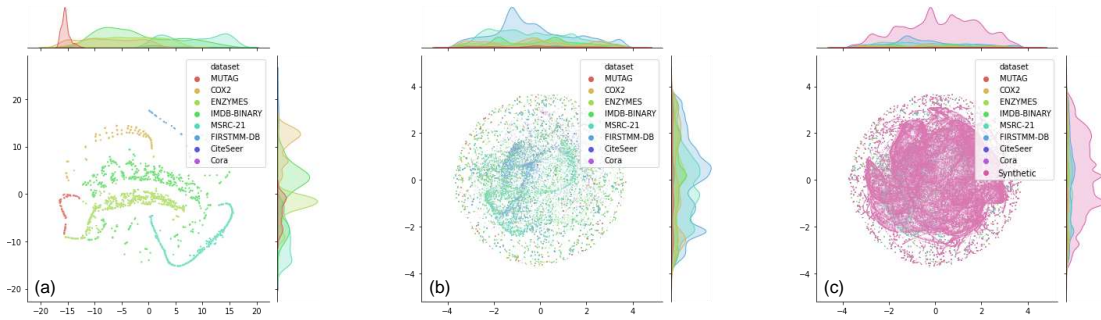 dataset
MUTAG
COX2
ENZYMES
IMDB-BINARY
MSRC-21
FIRSTMM-DB
CiteSeer
Cora
20
10
0
−10
−20
(a)
−20 −15 −10 −5 0 5 10 15 20
dataset
MUTAG
COX2
ENZYMES
IMDB-BINARY
MSRC-21
FIRSTMM-DB
CiteSeer
Cora
4
2
0
−2
−4
(b)
−4 −2 0 2 4
dataset
MUTAG
COX2
ENZYMES
IMDB-BINARY
MSRC-21
FIRSTMM-DB
CiteSeer
Cora
Synthetic
4
2
0
−2
−4
(c)
−4 −2 0 2 4